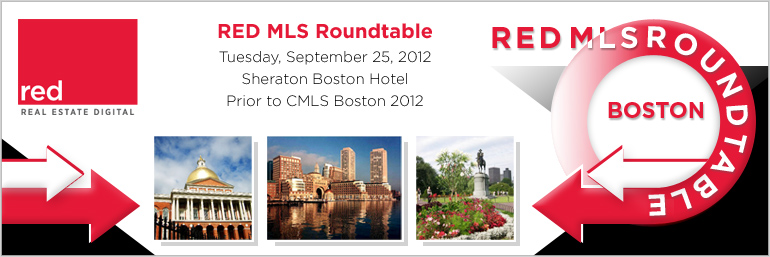 red
REAL ESTATE DIGITAL
RED MLS Roundtable
Tuesday, September 25, 2012
Sheraton Boston Hotel
Prior to CMLS Boston 2012
RED MLS ROUNDTABLE
BOSTON